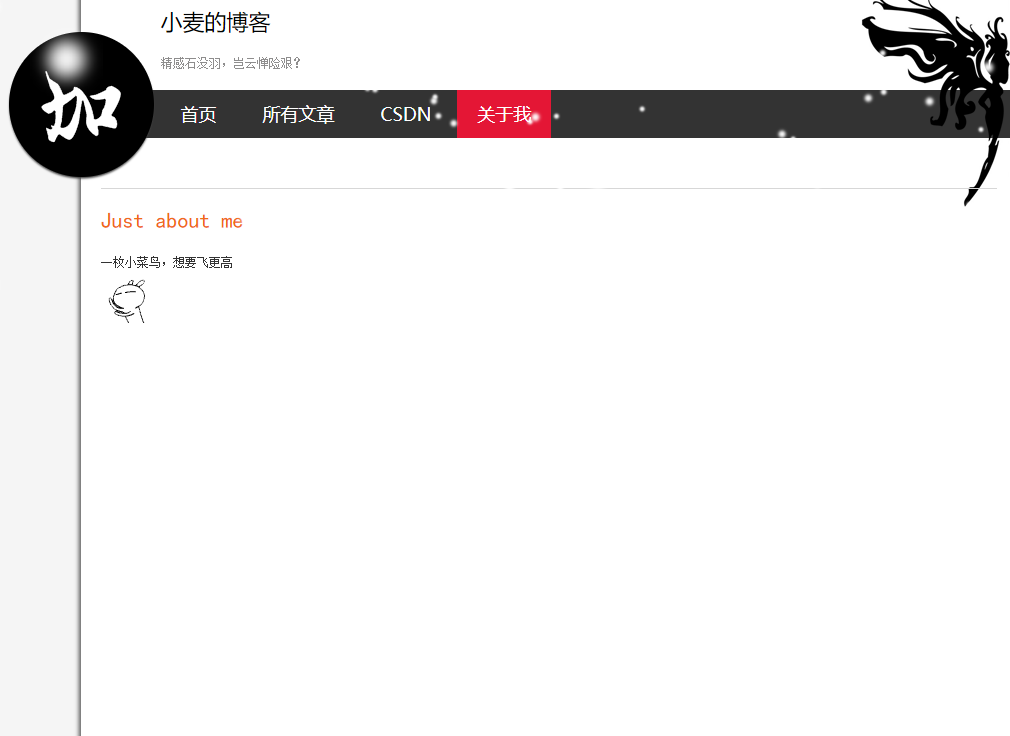 小麦的博客
精感石没羽，岂云惮险艰？
加
首页 所有文章 CSDN 关于我
Just about me
一枚小菜鸟，想要飞更高